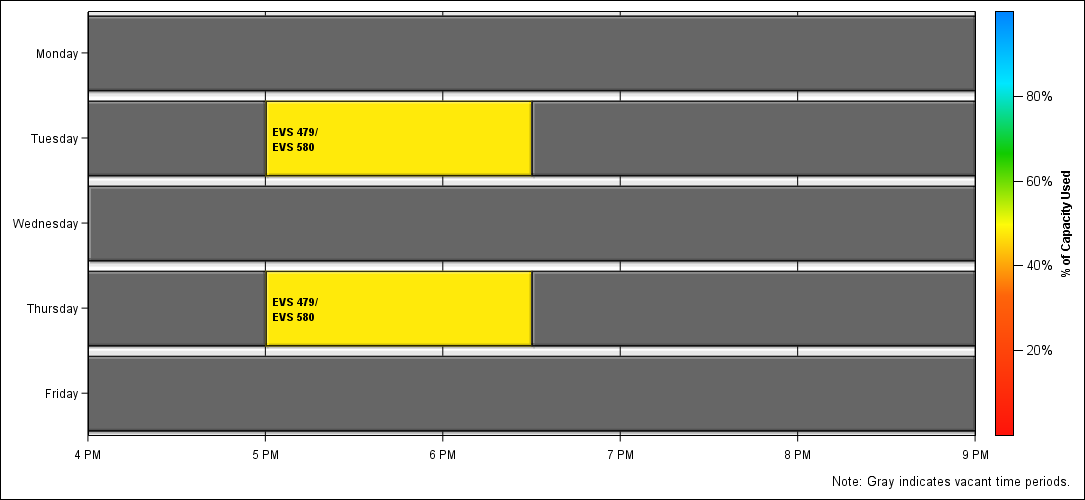 Monday
Tuesday
EVS 479/
EVS 580
Wednesday
Thursday
EVS 479/
EVS 580
Friday
4 PM
5 PM
6 PM
7 PM
8 PM
9 PM
80%
60%
40%
20%
% of Capacity Used
Note: Gray indicates vacant time periods.